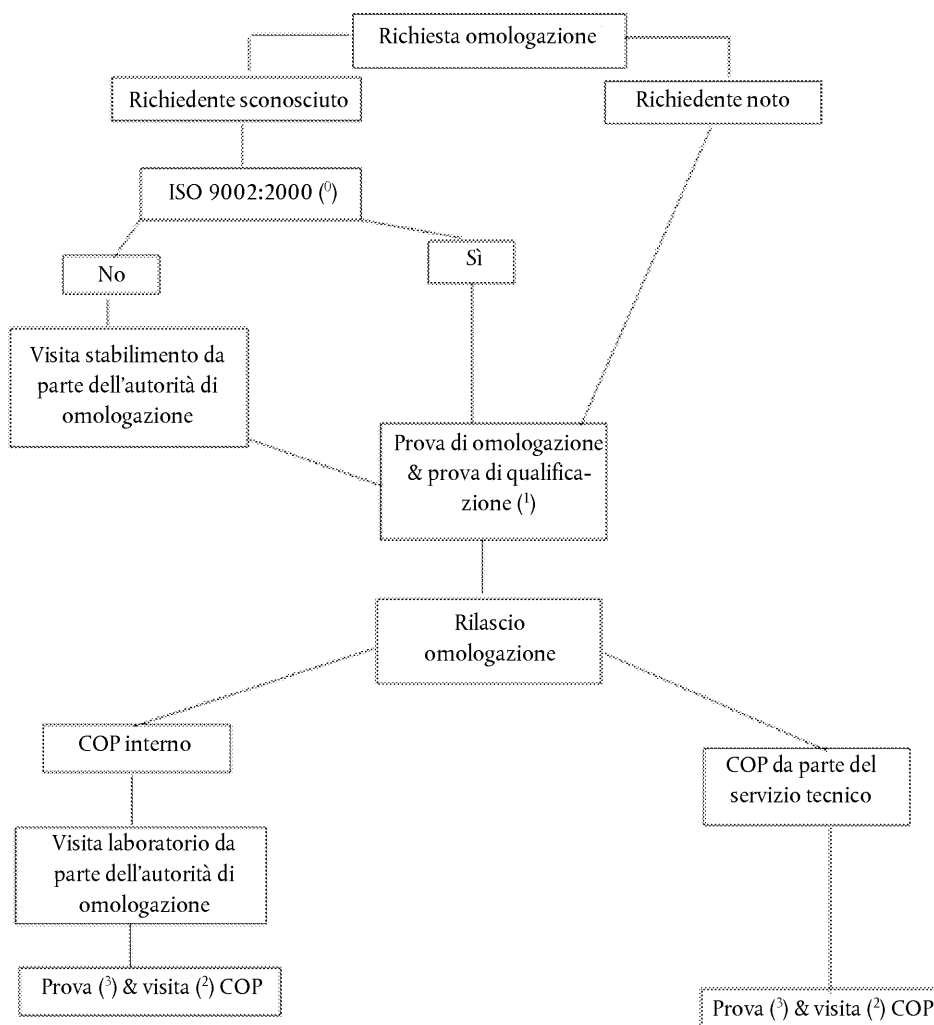 Richiesta omologazione
Richiedente sconosciuto
Richiedente noto
ISO 9002:2000 (⁰)
No
Sì
Visita stabilimento da
parte dell'autorità di
omologazione
Prova di omologazione
& prova di qualifica-
zione (¹)
Rilascio
omologazione
COP interno
COP da parte del
servizio tecnico
Visita laboratorio da
parte dell'autorità di
omologazione
Prova (³) & visita (²) COP
Prova (³) & visita (²) COP